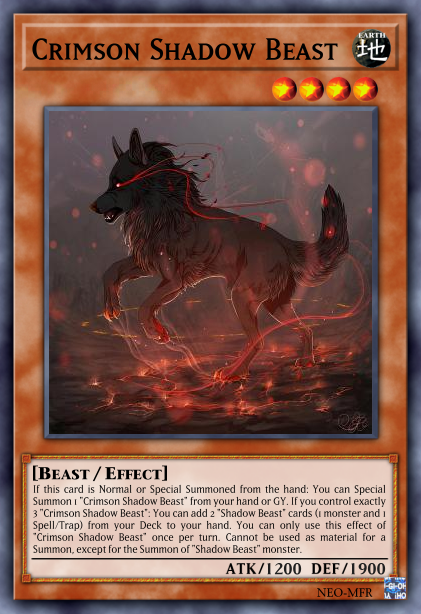 CRIMSON SHADOW BEAST
EARTH
地
[BEAST / EFFECT]
If this card is Normal or Special Summoned from the hand: You can Special
Summon 1 "Crimson Shadow Beast" from your hand or GY. If you control exactly
3 "Crimson Shadow Beast": You can add 2 "Shadow Beast" cards (1 monster and 1
Spell/Trap) from your Deck to your hand. You can only use this effect of
"Crimson Shadow Beast" once per turn. Cannot be used as material for a
Summon, except for the Summon of "Shadow Beast" monster.
ATK/1200 DEF/1900
NEO-MFR